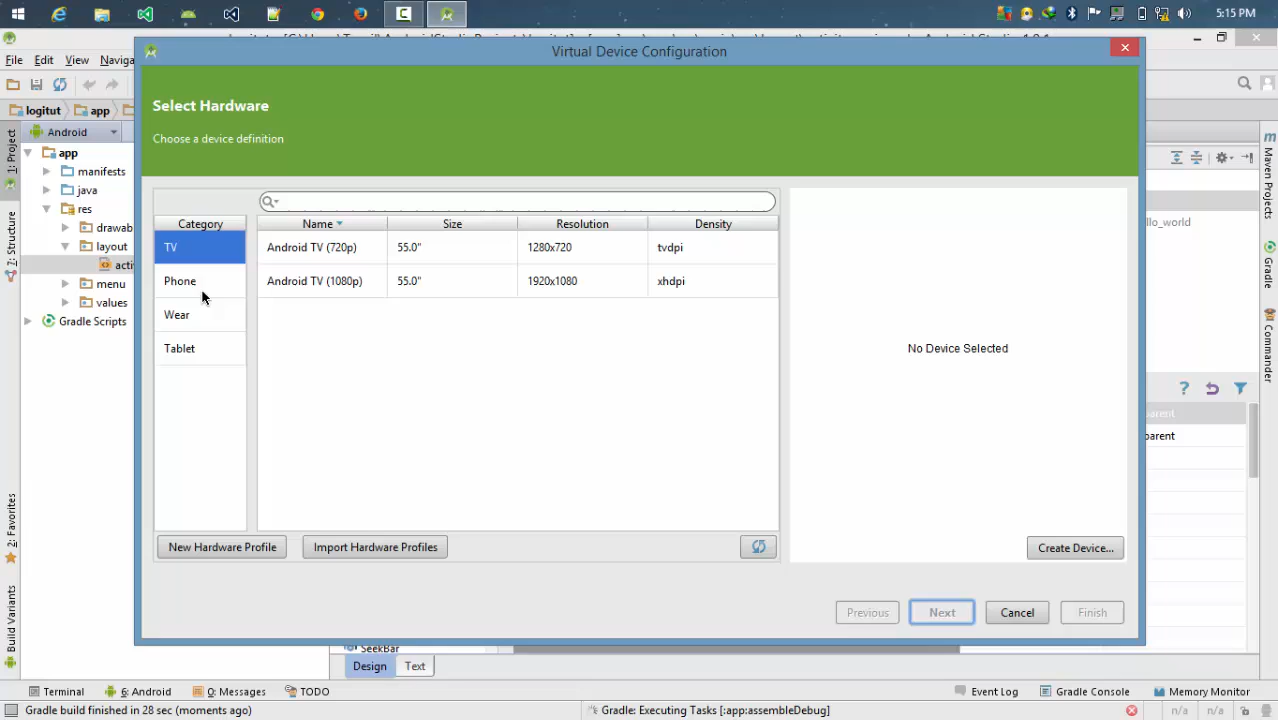 5:15 PM
Virtual Device Configuration
File Edit View Naviga
logitut app
Android
Select Hardware
Choose a device definition
1: Project
app
manifests
java
res
drawab
layout
acti
menu
values
Gradle Scripts
7: Structure
2: Favorites
Build Variants
Category
TV
Phone
Wear
Tablet
Name Size Resolution Density
Android TV (720p) 55.0" 1280x720 tvdpi
Android TV (1080p) 55.0" 1920x1080 xhdpi
No Device Selected
New Hardware Profile Import Hardware Profiles
Create Device...
Previous Next Cancel Finish
Maven Projects
Gradle
Commander
llo_world
arent
arent
SeekBar
Design Text
Terminal 6: Android 0: Messages TODO Event Log Gradle Console Memory Monitor
Gradle build finished in 28 sec (moments ago) Gradle: Executing Tasks [:app:assembleDebug] n/a n/a